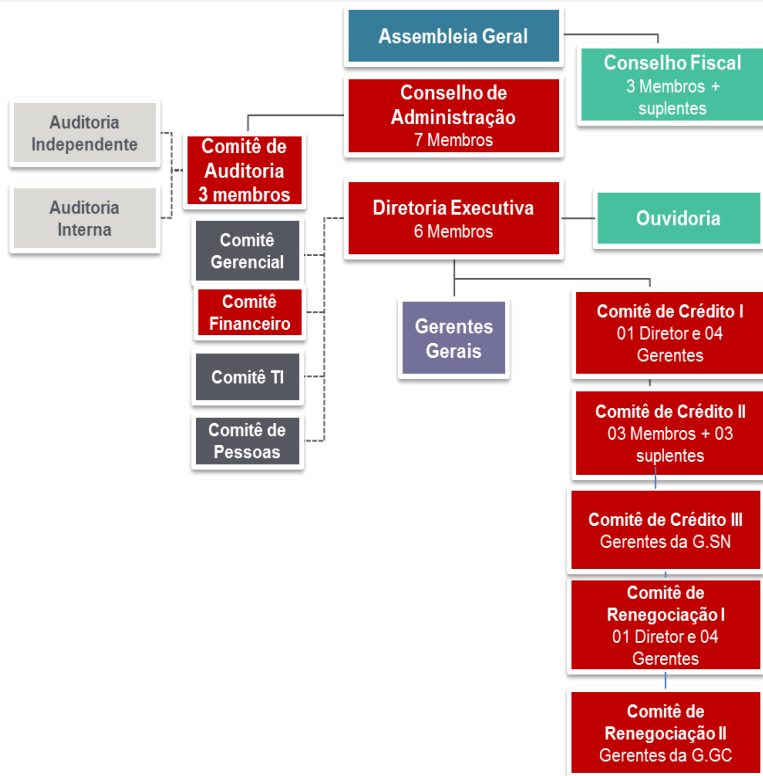 Assembleia Geral
Conselho Fiscal
3 Membros +
suplentes
Conselho de
Administração
7 Membros
Auditoria
Independente
Comitê de
Auditoria
3 membros
Auditoria
Interna
Diretoria Executiva
6 Membros
Ouvidoria
Comitê
Gerencial
Comitê
Financeiro
Comitê TI
Comitê de
Pessoas
Gerentes
Gerais
Comitê de Crédito I
01 Diretor e 04
Gerentes
Comitê de Crédito II
03 Membros + 03
suplentes
Comitê de Crédito III
Gerentes da G.SN
Comitê de
Renegociação I
01 Diretor e 04
Gerentes
Comitê de
Renegociação II
Gerentes da G.GC